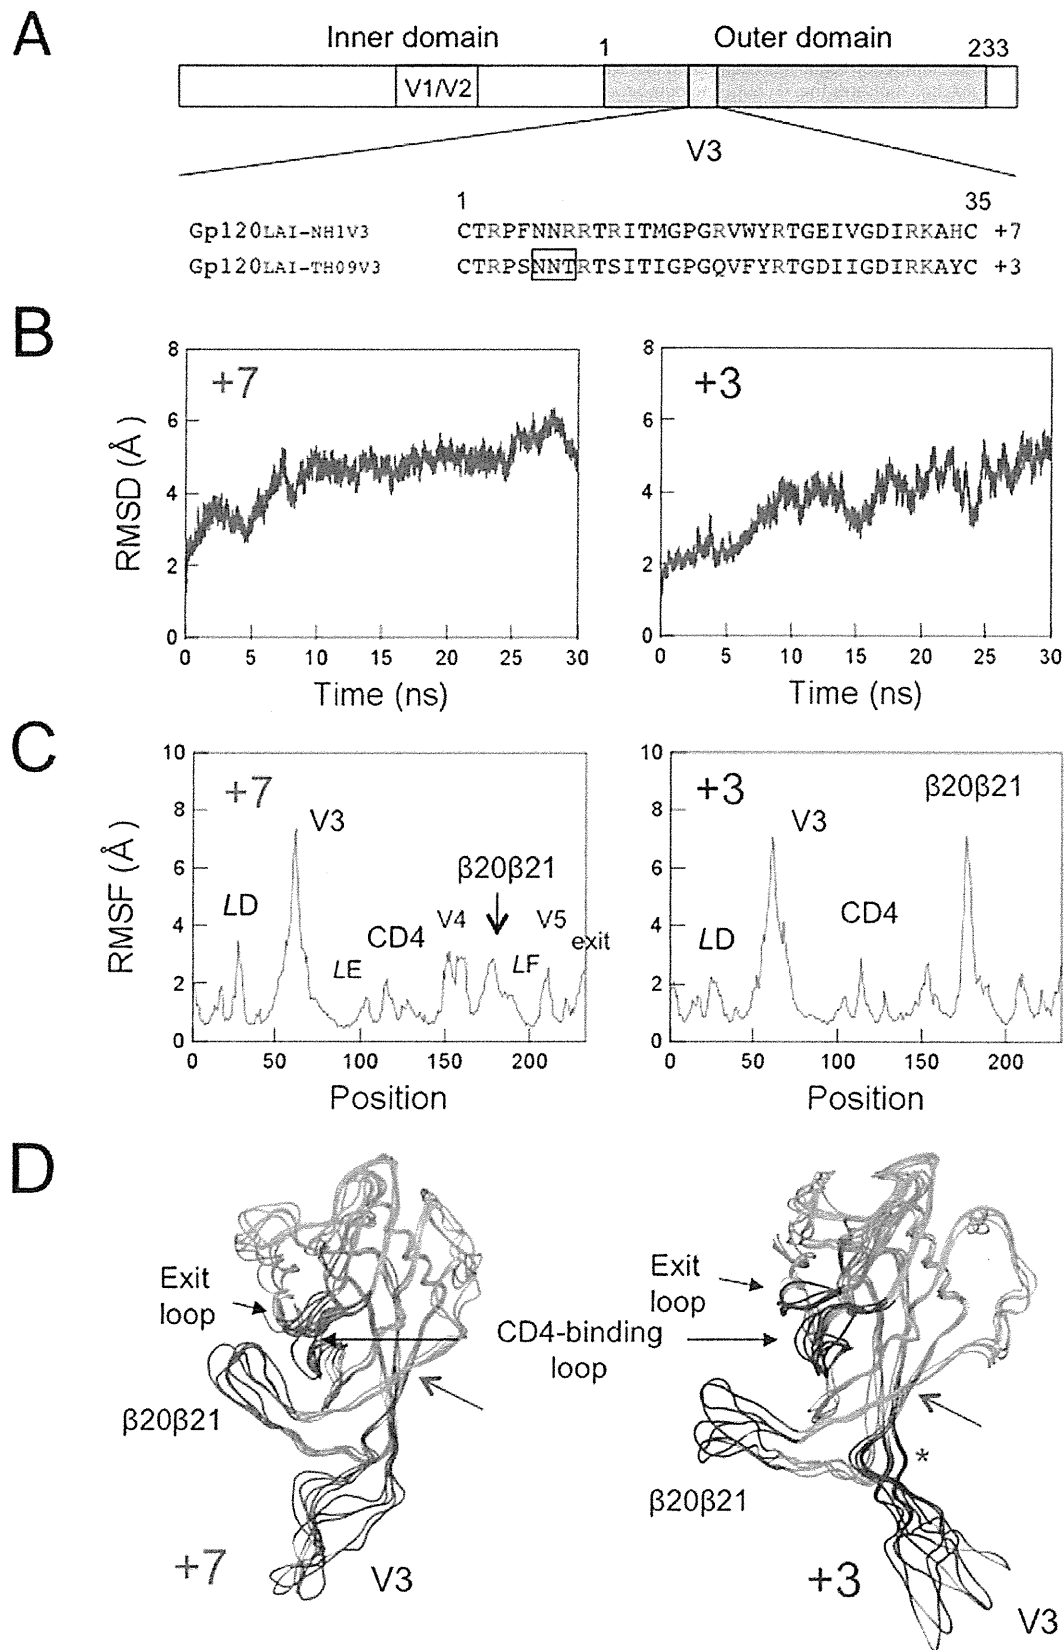 A
Inner domain 1 Outer domain 233
V1/V2
V3
1 35
Gp120LAI-NH1V3 CTRPFNNRRTRITMGPGRVWYRTGEIVGDIRKAHC +7
Gp120LAI-TH09V3 CTRPSNNTRTSITIGPGQVFYRTGDIIGDIRKAYC +3
B
8 +7
6
4
2
0
RMSD (Å)
0 5 10 15 20 25 30
Time (ns)
8 +3
6
4
2
0
0 5 10 15 20 25 30
Time (ns)
C
10
8
6
4
2
0
RMSF (Å)
+7
V3
LD
LE
CD4
V4
β20β21
LF
V5
exit
0 50 100 150 200
Position
10
8
6
4
2
0
+3
V3
β20β21
LD
CD4
0 50 100 150 200
Position
D
Exit
loop
CD4-binding
loop
β20β21
+7
V3
Exit
loop
*
β20β21
+3
V3